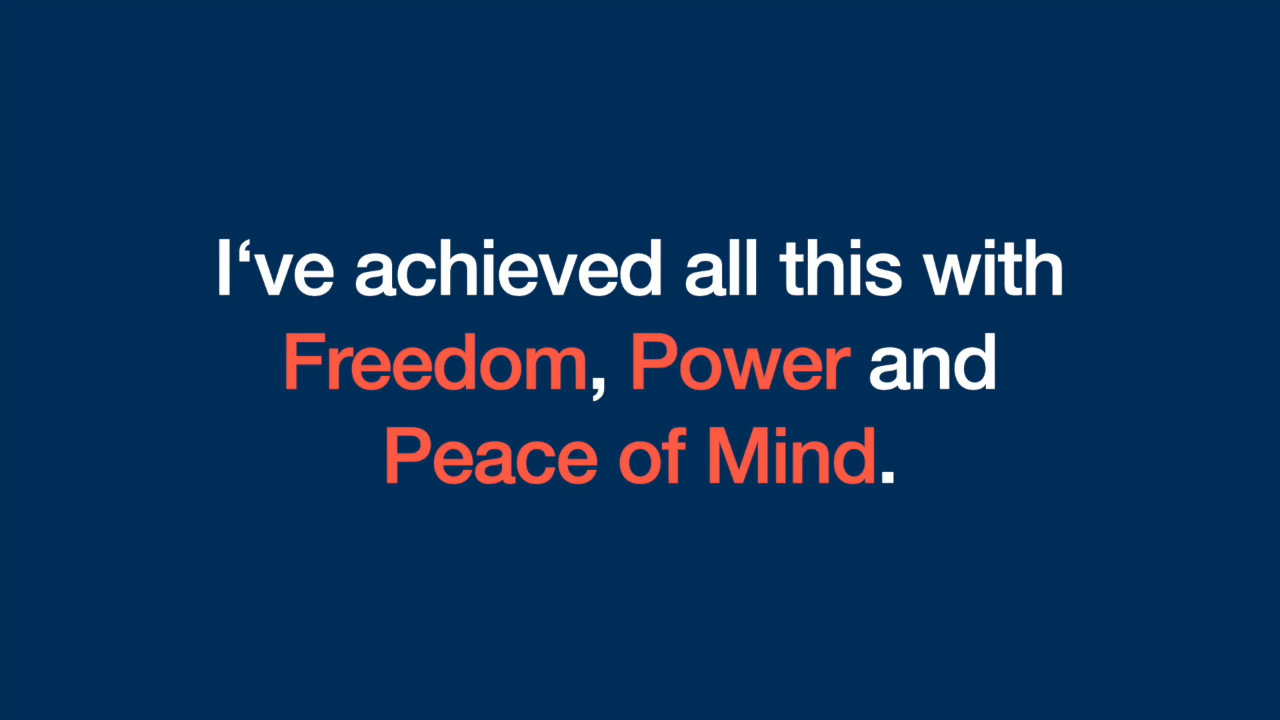 I‘ve achieved all this with
Freedom, Power and
Peace of Mind.